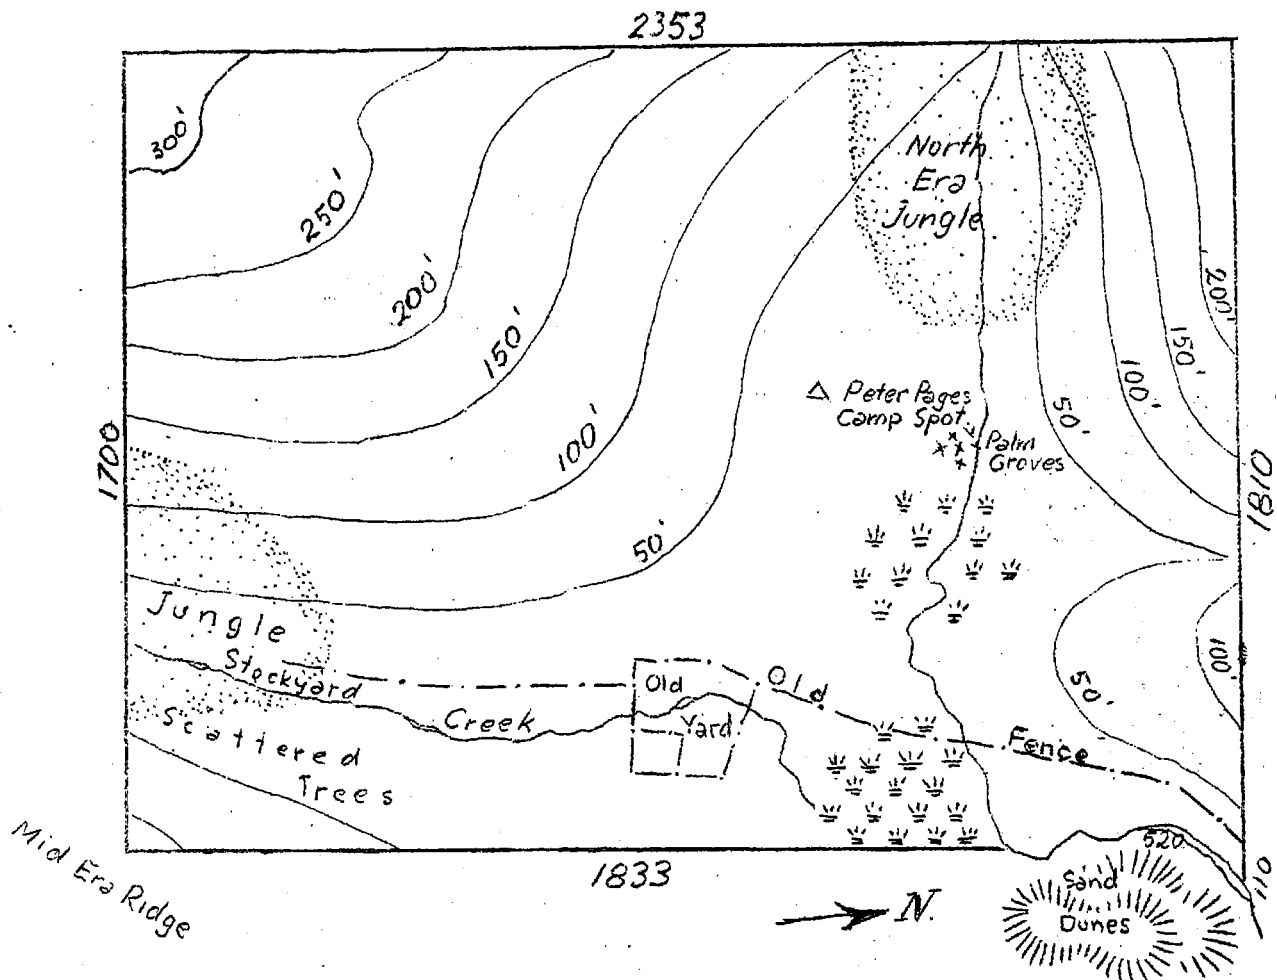 2353
300'
250'
200'
150'
100'
50'
North
Era
Jungle
200'
150'
100'
50'
Peter Pages
Camp Spot
Palm
Groves
1700
1810
Jungle
Stockyard
Creek
Scattered
Trees
Old
Yard
Old
Fence
50'
100'
520
110
Sand
Dunes
Mid Era Ridge
1833
N.